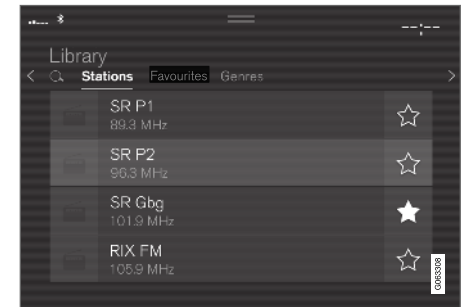 --:--
Library
Stations Favourites Genres
SR P1
89.3 MHz
SR P2
96.3 MHz
SR Gbg
101.9 MHz
RIX FM
105.9 MHz
G063308